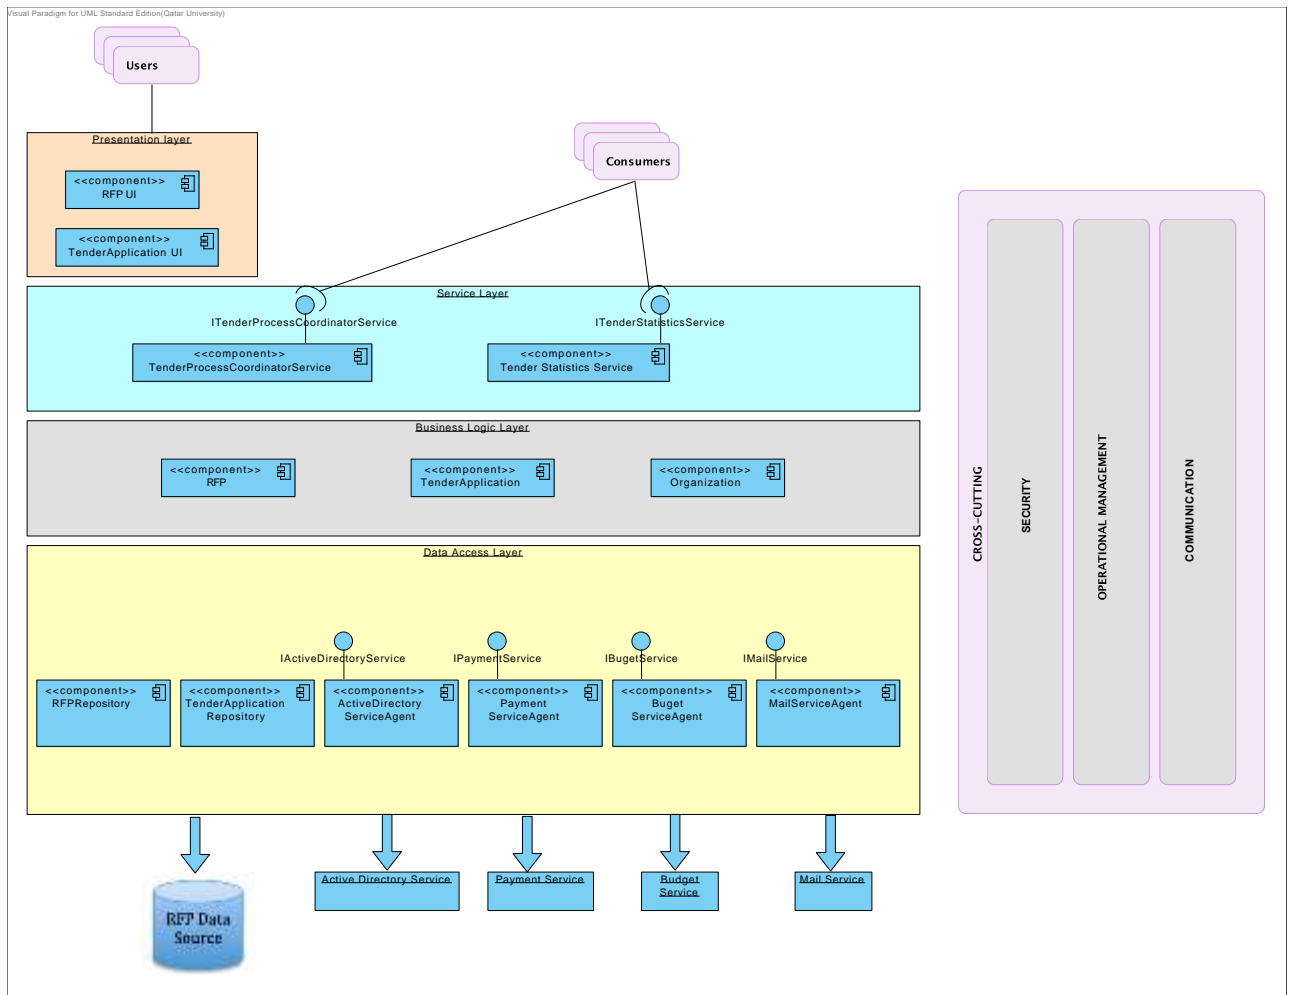 Visual Paradigm for UML Standard Edition(Qatar University)
Users
Presentation layer
<<component>>
RFP UI
<<component>>
TenderApplication UI
Consumers
Service Layer
ITenderProcessCoordinatorService
ITenderStatisticsService
<<component>>
TenderProcessCoordinatorService
<<component>>
Tender Statistics Service
Business Logic Layer
<<component>>
RFP
<<component>>
TenderApplication
<<component>>
Organization
Data Access Layer
IActiveDirectoryService
IPaymentService
IBugetService
IMailService
<<component>>
RFPRepository
<<component>>
TenderApplication
Repository
<<component>>
ActiveDirectory
ServiceAgent
<<component>>
Payment
ServiceAgent
<<component>>
Buget
ServiceAgent
<<component>>
MailServiceAgent
RFP Data
Source
Active Directory Service
Payment Service
Budget
Service
Mail Service
CROSS-CUTTING
SECURITY
OPERATIONAL MANAGEMENT
COMMUNICATION